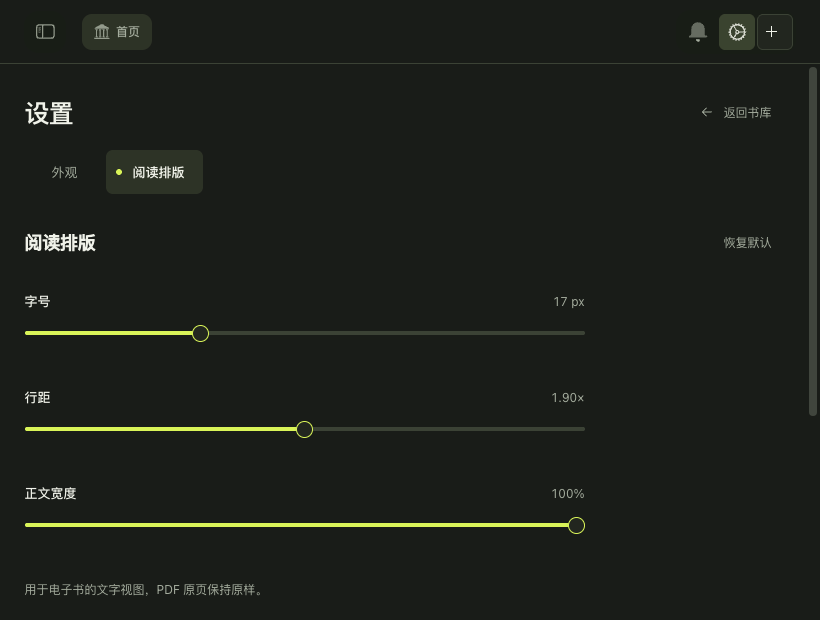 首页
设置
返回书库
外观
阅读排版
阅读排版
恢复默认
字号
17 px
行距
1.90×
正文宽度
100%
用于电子书的文字视图，PDF 原页保持原样。